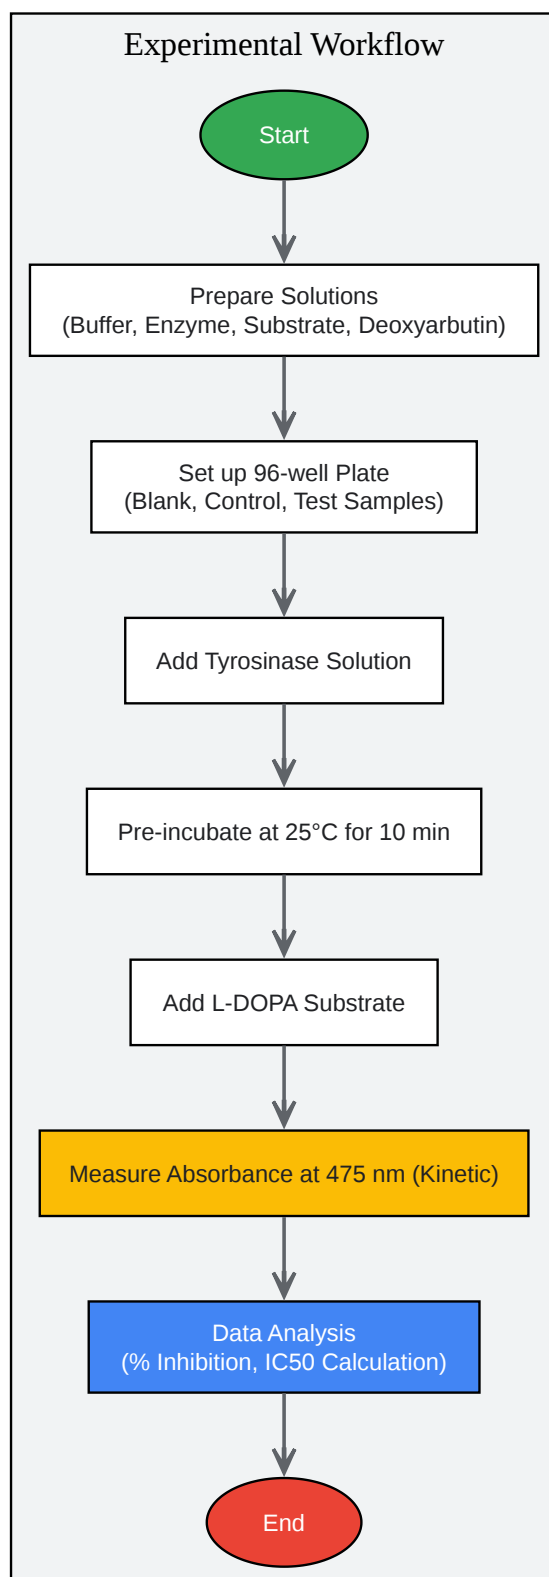 Experimental Workflow
Start
Prepare Solutions
(Buffer, Enzyme, Substrate, Deoxyarbutin)
Set up 96-well Plate
(Blank, Control, Test Samples)
Add Tyrosinase Solution
Pre-incubate at 25°C for 10 min
Add L-DOPA Substrate
Measure Absorbance at 475 nm (Kinetic)
Data Analysis
(% Inhibition, IC50 Calculation)
End